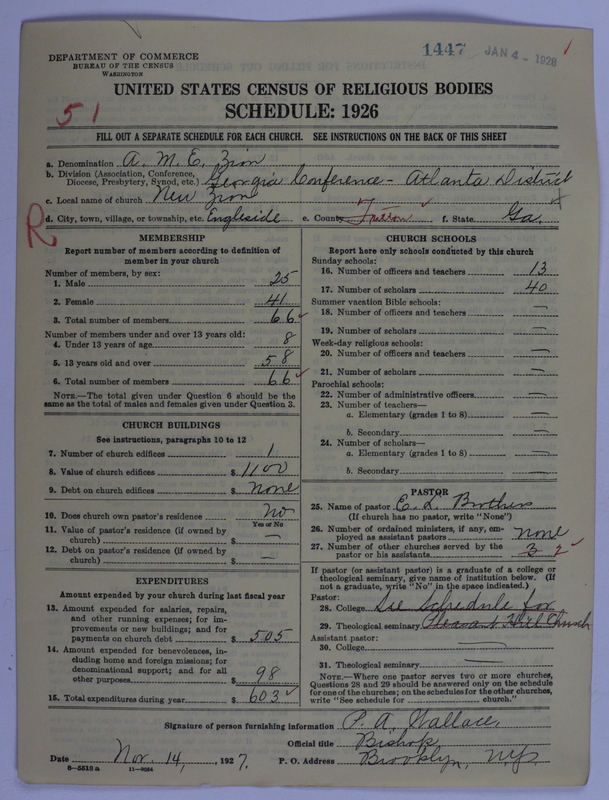 1447 JAN 4 - 1928 1
DEPARTMENT OF COMMERCE
BUREAU OF THE CENSUS
WASHINGTON
UNITED STATES CENSUS OF RELIGIOUS BODIES
51
SCHEDULE: 1926
FILL OUT A SEPARATE SCHEDULE FOR EACH CHURCH. SEE INSTRUCTIONS ON THE BACK OF THIS SHEET
a. Denomination A. M. E. Zion
b. Division (Association, Conference, Diocese, Presbytery, Synod, etc.) Georgia Conference - Atlanta District
c. Local name of church New Zion
R
d. City, town, village, or township, etc. Engleside e. County Fulton f. State Ga.
MEMBERSHIP
Report number of members according to definition of
member in your church
Number of members, by sex:
1. Male 25
2. Female 41
3. Total number of members 66
Number of members under and over 13 years old:
4. Under 13 years of age 8
5. 13 years old and over 58
6. Total number of members 66
NOTE.—The total given under Question 6 should be the
same as the total of males and females given under Question 3.
CHURCH BUILDINGS
See instructions, paragraphs 10 to 12
7. Number of church edifices 1
8. Value of church edifices $1100
9. Debt on church edifices $ none
10. Does church own pastor's residence no
Yes or No
11. Value of pastor's residence (if owned by
church) $ —
12. Debt on pastor's residence (if owned by
church) $ —
EXPENDITURES
Amount expended by your church during last fiscal year
13. Amount expended for salaries, repairs,
and other running expenses; for im-
provements or new buildings; and for
payments on church debt $ 505
14. Amount expended for benevolences, in-
cluding home and foreign missions; for
denominational support; and for all
other purposes $ 98
15. Total expenditures during year $ 603
CHURCH SCHOOLS
Report here only schools conducted by this church
Sunday schools:
16. Number of officers and teachers 13
17. Number of scholars 40
Summer vacation Bible schools:
18. Number of officers and teachers —
19. Number of scholars —
Week-day religious schools:
20. Number of officers and teachers —
21. Number of scholars —
Parochial schools:
22. Number of administrative officers —
23. Number of teachers—
a. Elementary (grades 1 to 8) —
b. Secondary —
24. Number of scholars—
a. Elementary (grades 1 to 8) —
b. Secondary —
PASTOR
25. Name of pastor E. L. Brothers
(If church has no pastor, write "None")
26. Number of ordained ministers, if any, em-
ployed as assistant pastors none
27. Number of other churches served by the
pastor or his assistants 3 2
If pastor (or assistant pastor) is a graduate of a college or
theological seminary, give name of institution below. (If
not a graduate, write "No" in the space indicated.)
Pastor:
28. College See Schedule for
29. Theological seminary Pleasant Hill Church
Assistant pastor:
30. College —
31. Theological seminary —
NOTE.—Where one pastor serves two or more churches,
Questions 28 and 29 should be answered only on the schedule
for one of the churches; on the schedules for the other churches,
write "See schedule for church."
Signature of person furnishing information P. A. Wallace,
Official title Bishop
Date Nov. 14, 1927. P. O. Address Brooklyn, N.Y.
8—5518a 11—9084